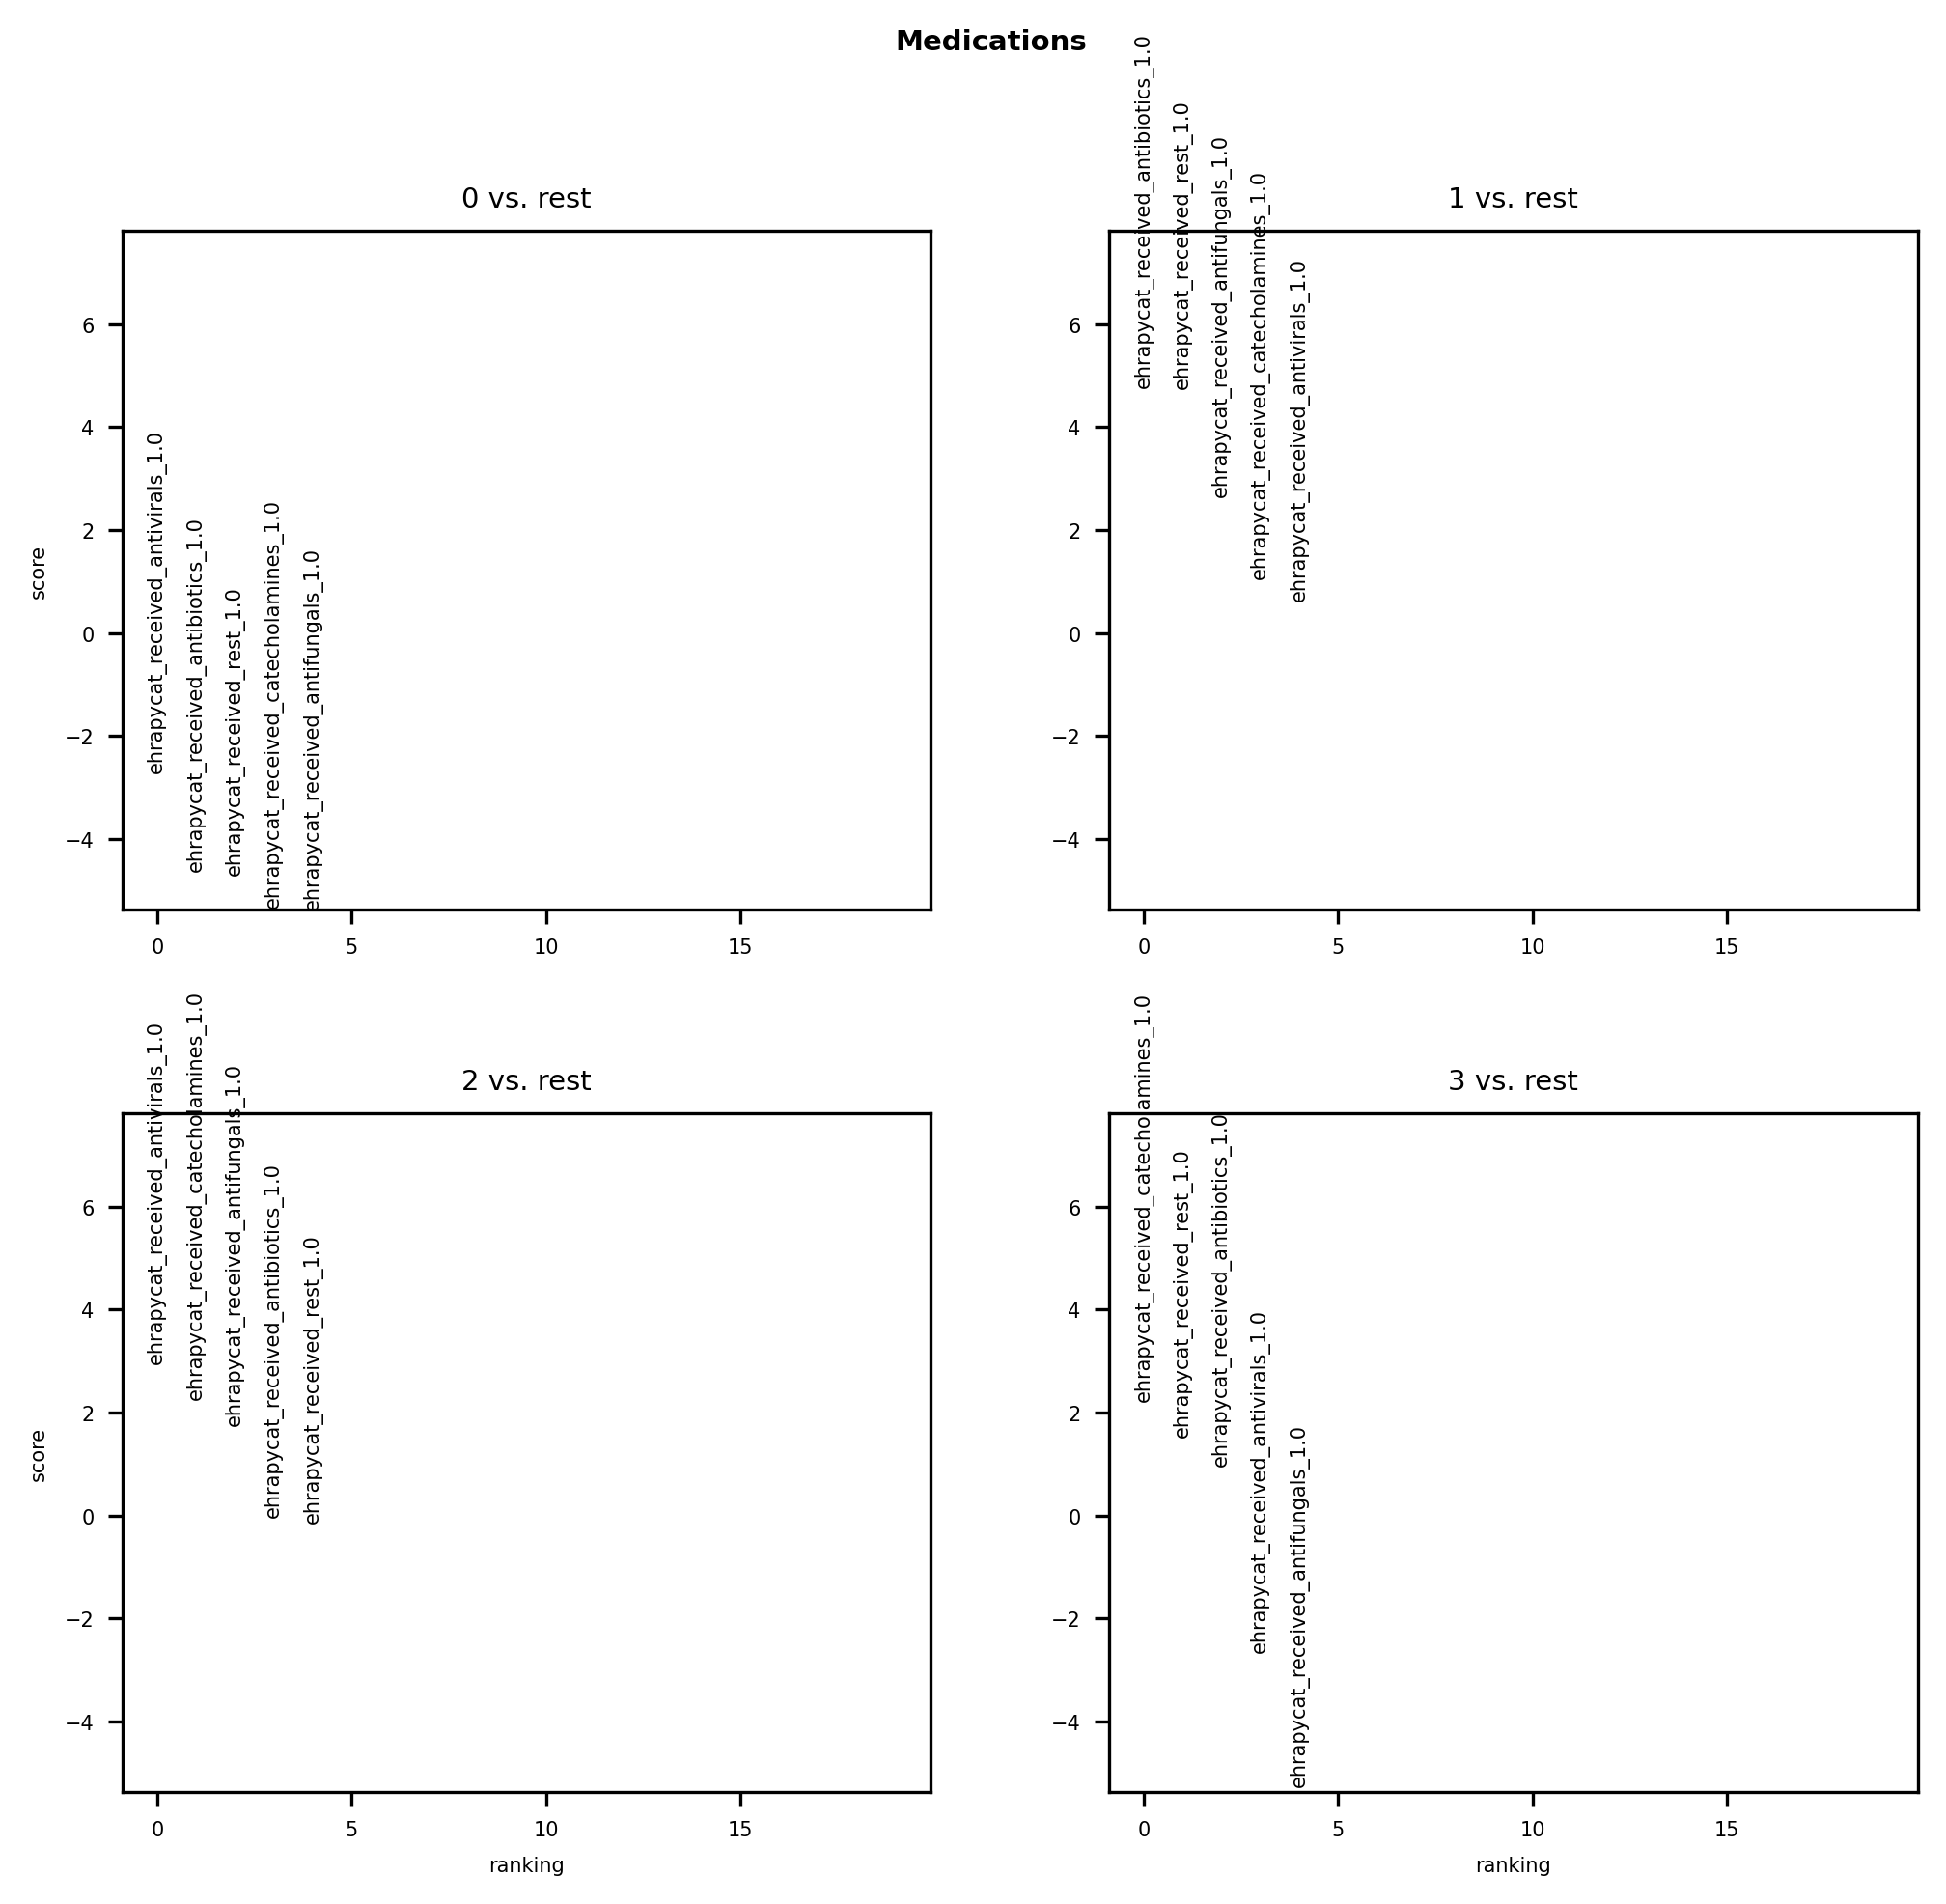 Medications
0 vs. rest
score
6
4
2
0
−2
−4
ehrapycat_received_antivirals_1.0
ehrapycat_received_antibiotics_1.0
ehrapycat_received_rest_1.0
ehrapycat_received_catecholamines_1.0
ehrapycat_received_antifungals_1.0
0 5 10 15
1 vs. rest
6
4
2
0
−2
−4
ehrapycat_received_antibiotics_1.0
ehrapycat_received_rest_1.0
ehrapycat_received_antifungals_1.0
ehrapycat_received_catecholamines_1.0
ehrapycat_received_antivirals_1.0
0 5 10 15
2 vs. rest
score
6
4
2
0
−2
−4
ehrapycat_received_antivirals_1.0
ehrapycat_received_catecholamines_1.0
ehrapycat_received_antifungals_1.0
ehrapycat_received_antibiotics_1.0
ehrapycat_received_rest_1.0
0 5 10 15
ranking
3 vs. rest
6
4
2
0
−2
−4
ehrapycat_received_catecholamines_1.0
ehrapycat_received_rest_1.0
ehrapycat_received_antibiotics_1.0
ehrapycat_received_antivirals_1.0
ehrapycat_received_antifungals_1.0
0 5 10 15
ranking